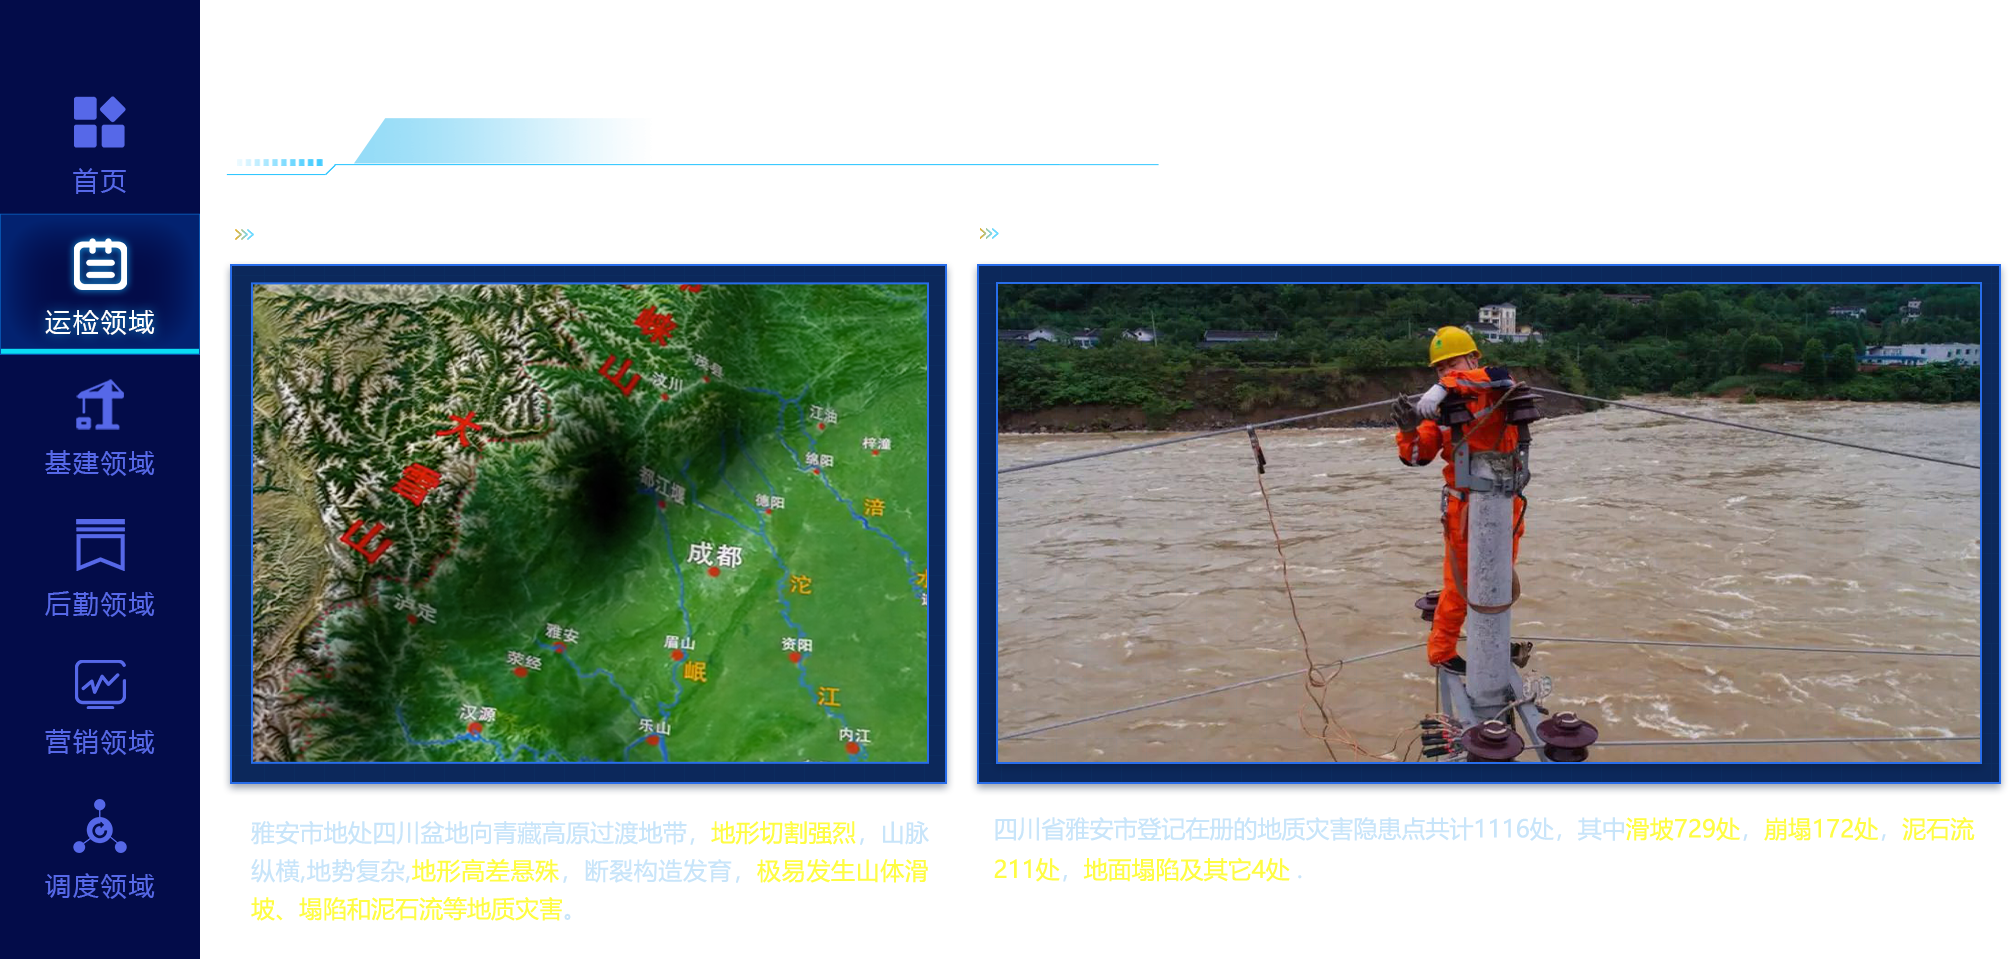 首页
运检领域
基建领域
后勤领域
营销领域
调度领域
山
汶川
茂县
大
江油
梓潼
绵阳
雪
都江堰
德阳
涪
山
成都
沱
泸定
雅安
眉山
资阳
荥经
岷
江
汉源
乐山
内江
雅安市地处四川盆地向青藏高原过渡地带，地形切割强烈，山脉
纵横,地势复杂,地形高差悬殊，断裂构造发育，极易发生山体滑
坡、塌陷和泥石流等地质灾害。
四川省雅安市登记在册的地质灾害隐患点共计1116处，其中滑坡729处，崩塌172处，泥石流
211处，地面塌陷及其它4处 .